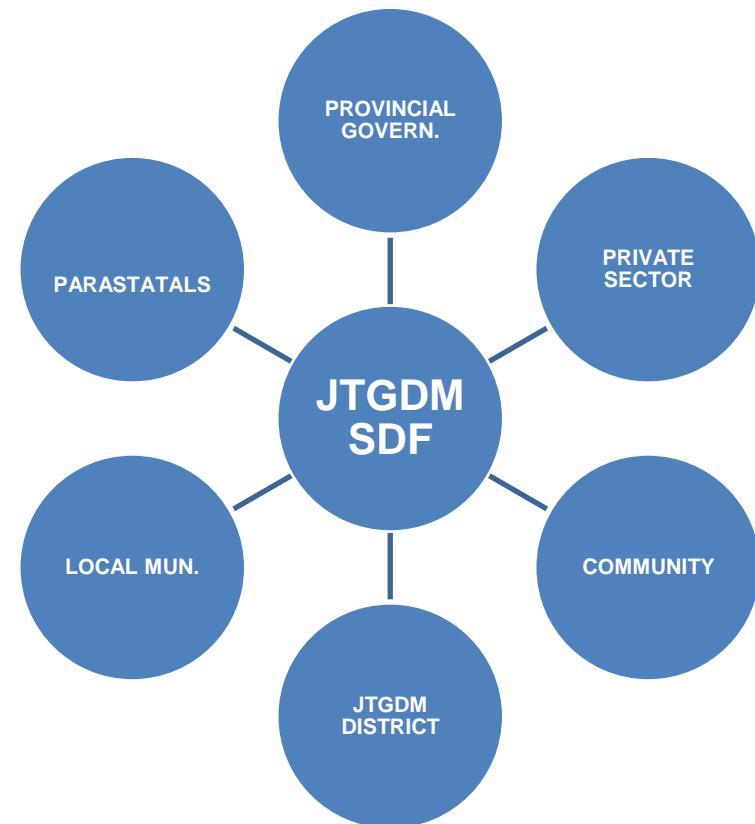 PROVINCIAL
GOVERN.
PRIVATE
SECTOR
PARASTATALS
JTGDM
SDF
LOCAL MUN.
COMMUNITY
JTGDM
DISTRICT